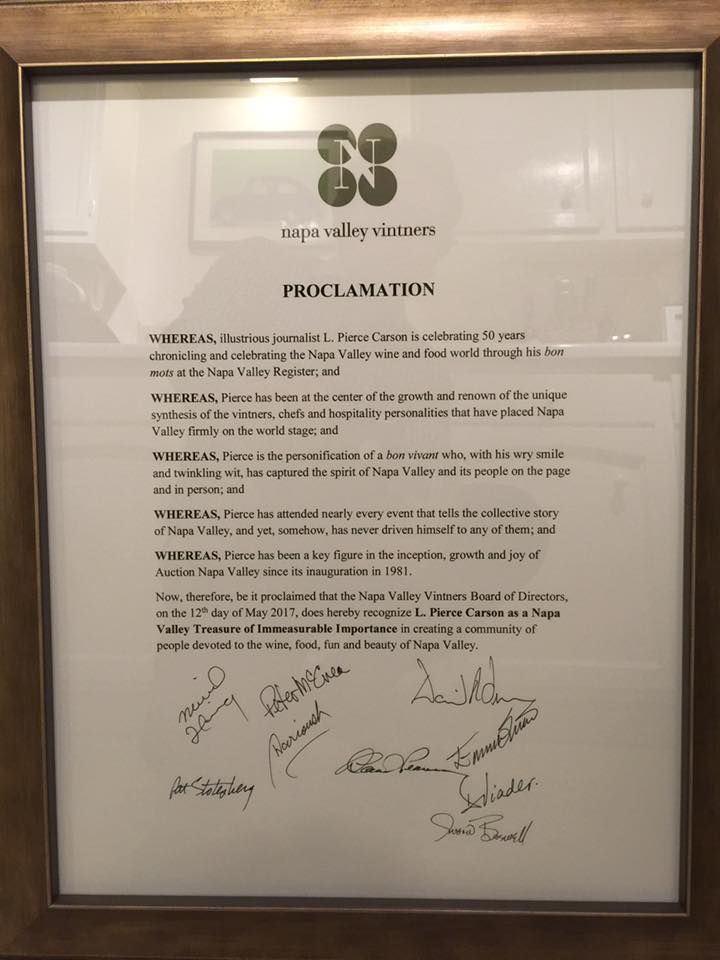 N
napa valley vintners
PROCLAMATION
WHEREAS, illustrious journalist L. Pierce Carson is celebrating 50 years
chronicling and celebrating the Napa Valley wine and food world through his bon
mots at the Napa Valley Register; and
WHEREAS, Pierce has been at the center of the growth and renown of the unique
synthesis of the vintners, chefs and hospitality personalities that have placed Napa
Valley firmly on the world stage; and
WHEREAS, Pierce is the personification of a bon vivant who, with his wry smile
and twinkling wit, has captured the spirit of Napa Valley and its people on the page
and in person; and
WHEREAS, Pierce has attended nearly every event that tells the collective story
of Napa Valley, and yet, somehow, has never driven himself to any of them; and
WHEREAS, Pierce has been a key figure in the inception, growth and joy of
Auction Napa Valley since its inauguration in 1981.
Now, therefore, be it proclaimed that the Napa Valley Vintners Board of Directors,
on the 12th day of May 2017, does hereby recognize L. Pierce Carson as a Napa
Valley Treasure of Immeasurable Importance in creating a community of
people devoted to the wine, food, fun and beauty of Napa Valley.
Peter McCrea
Darioush
Pat Stotesbery
Viader.